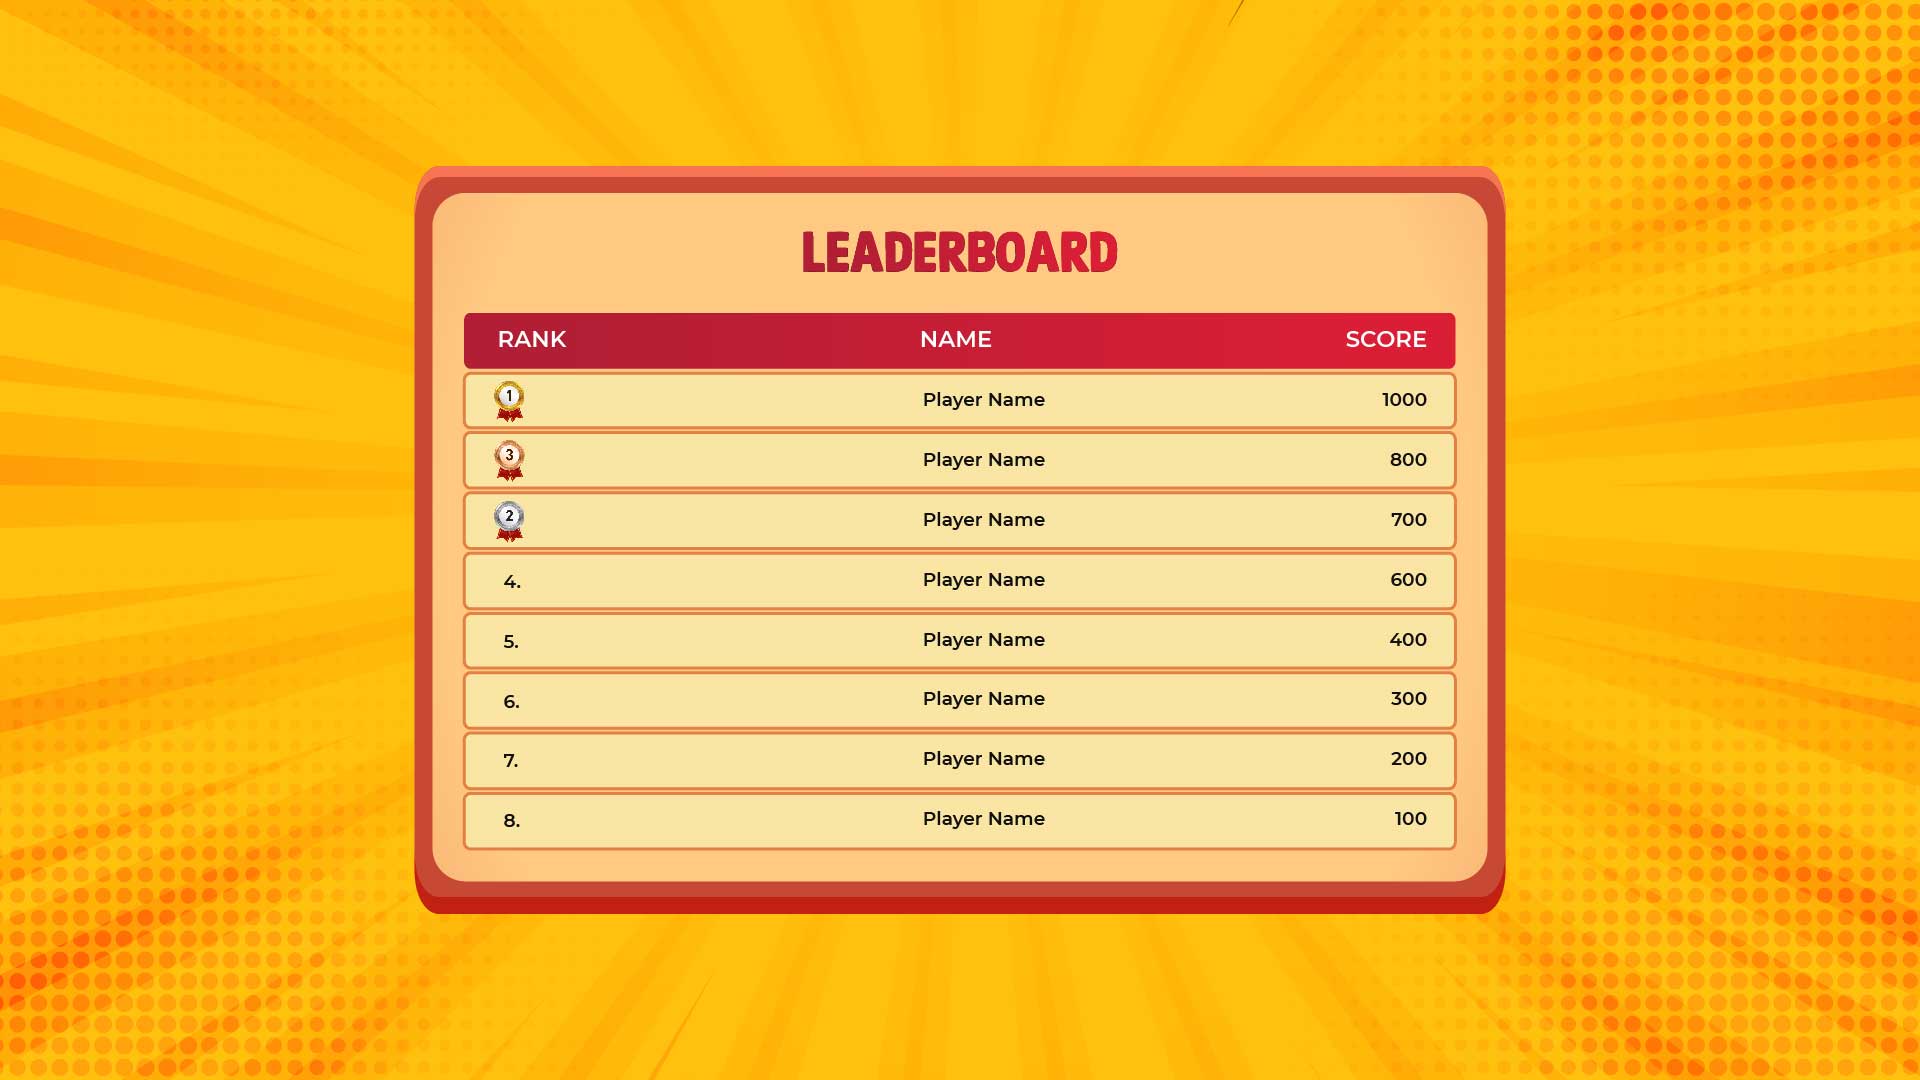 LEADERBOARD
RANK NAME SCORE
1 Player Name 1000
3 Player Name 800
2 Player Name 700
4. Player Name 600
5. Player Name 400
6. Player Name 300
7. Player Name 200
8. Player Name 100